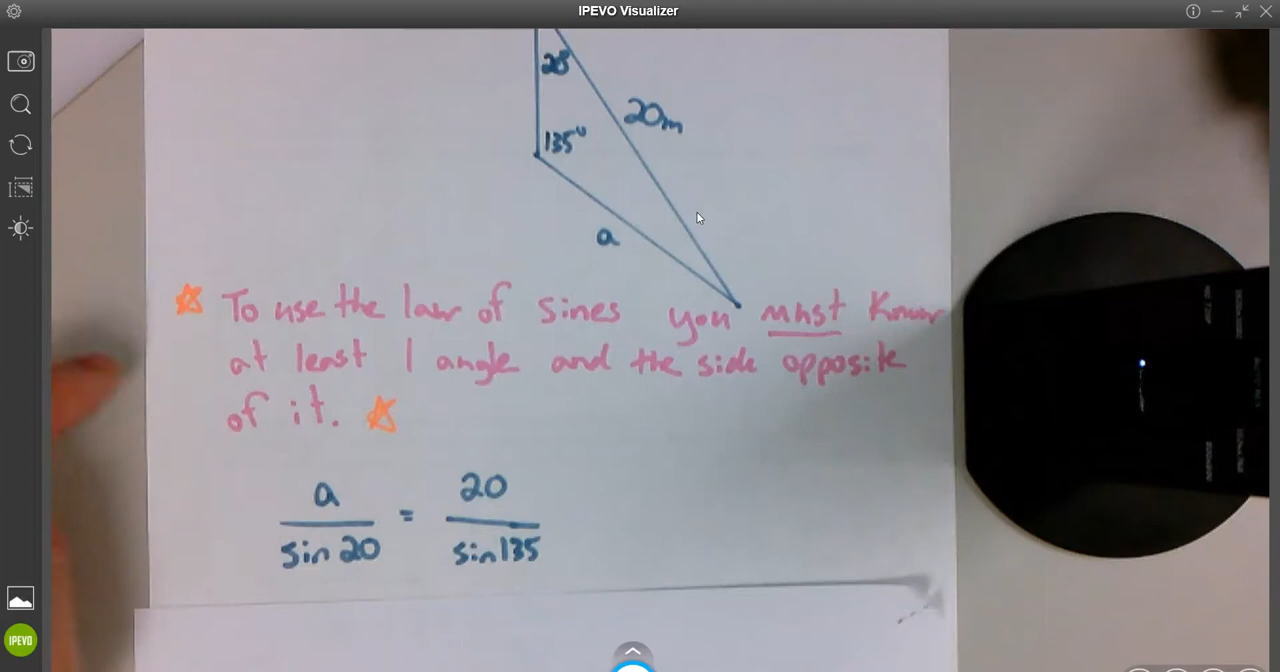 IPEVO Visualizer
28°
20m
135°
a
To use the law of sines you must know
at least 1 angle and the side opposite
of it.
a = 20
sin 20 sin 135
IPEVO